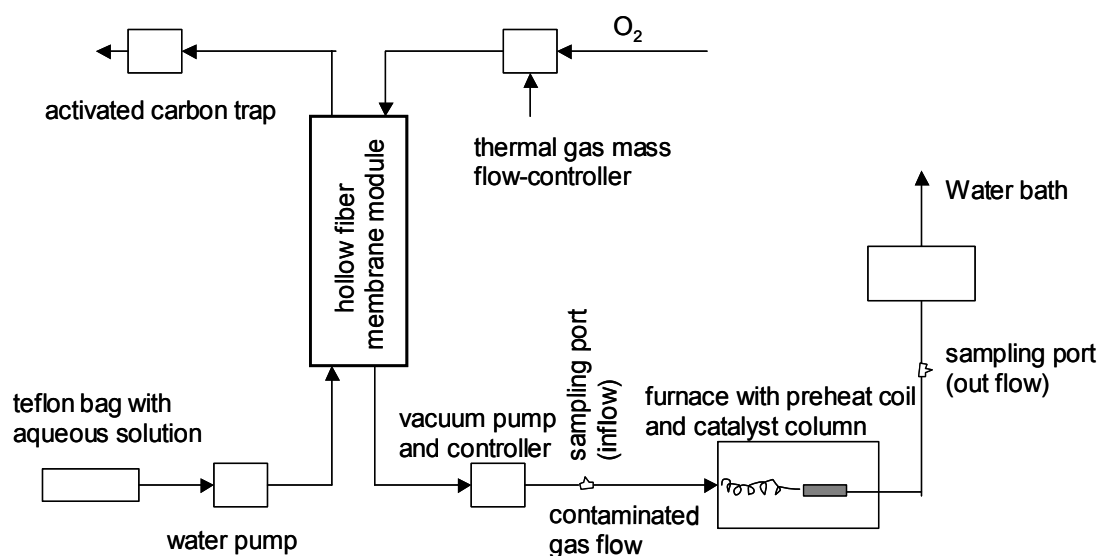 O2
activated carbon trap
thermal gas mass
flow-controller
hollow fiber
membrane module
Water bath
sampling port
(out flow)
sampling port
(inflow)
furnace with preheat coil
and catalyst column
teflon bag with
aqueous solution
vacuum pump
and controller
contaminated
gas flow
water pump